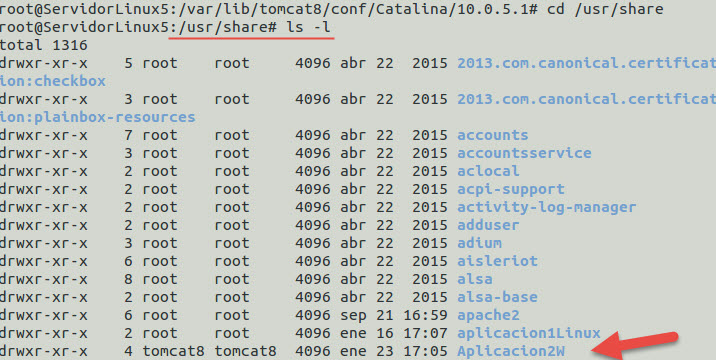 root@ServidorLinux5:/var/lib/tomcat8/conf/Catalina/10.0.5.1# cd /usr/share
root@ServidorLinux5:/usr/share# ls -l
total 1316
drwxr-xr-x 5 root root 4096 abr 22 2015 2013.com.canonical.certificat
ion:checkbox
drwxr-xr-x 3 root root 4096 abr 22 2015 2013.com.canonical.certificat
ion:plainbox-resources
drwxr-xr-x 7 root root 4096 abr 22 2015 accounts
drwxr-xr-x 3 root root 4096 abr 22 2015 accountsservice
drwxr-xr-x 2 root root 4096 abr 22 2015 aclocal
drwxr-xr-x 2 root root 4096 abr 22 2015 acpi-support
drwxr-xr-x 2 root root 4096 abr 22 2015 activity-log-manager
drwxr-xr-x 2 root root 4096 abr 22 2015 adduser
drwxr-xr-x 3 root root 4096 abr 22 2015 adium
drwxr-xr-x 6 root root 4096 abr 22 2015 aisleriot
drwxr-xr-x 8 root root 4096 abr 22 2015 alsa
drwxr-xr-x 2 root root 4096 abr 22 2015 alsa-base
drwxr-xr-x 6 root root 4096 sep 21 16:59 apache2
drwxr-xr-x 2 root root 4096 ene 16 17:07 aplicacion1Linux
drwxr-xr-x 4 tomcat8 tomcat8 4096 ene 23 17:05 Aplicacion2W